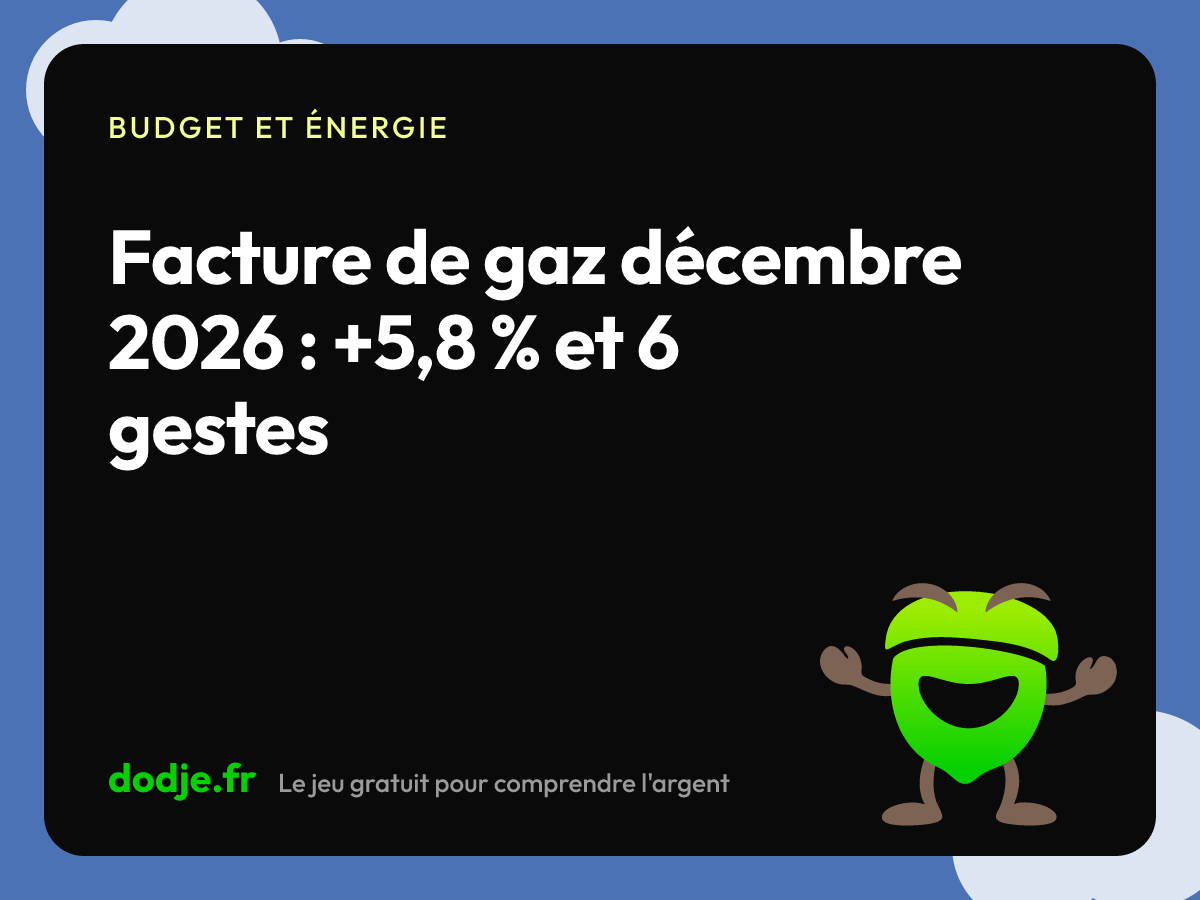 BUDGET ET ÉNERGIE
Facture de gaz décembre
2026 : +5,8 % et 6
gestes
dodje.fr Le jeu gratuit pour comprendre l'argent